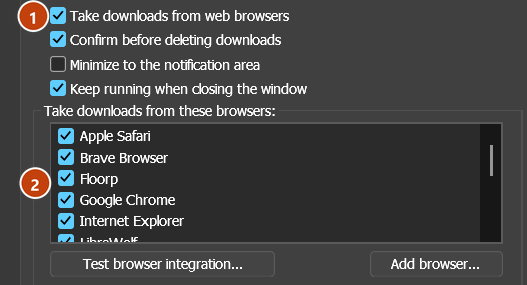 1 Take downloads from web browsers
Confirm before deleting downloads
Minimize to the notification area
Keep running when closing the window
Take downloads from these browsers:
Apple Safari
Brave Browser
2 Floorp
Google Chrome
Internet Explorer
LibreWolf
Test browser integration...
Add browser...